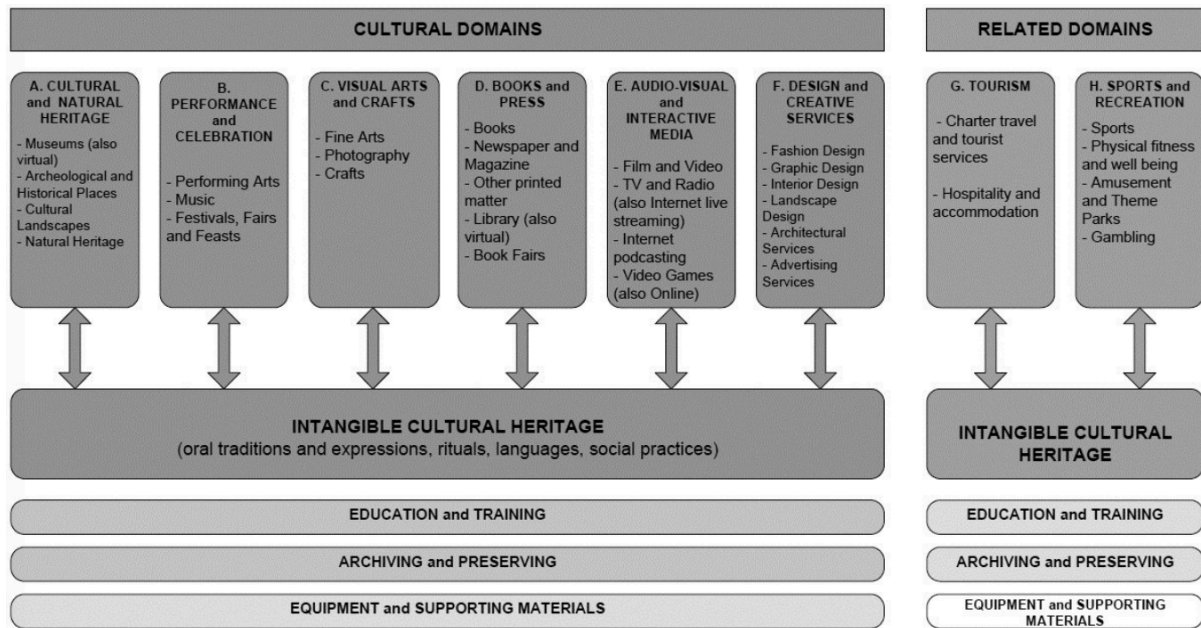 CULTURAL DOMAINS
RELATED DOMAINS
A. CULTURAL
and NATURAL
HERITAGE
- Museums (also
virtual)
- Archeological and
Historical Places
- Cultural
Landscapes
- Natural Heritage
B.
PERFORMANCE
and
CELEBRATION
- Performing Arts
- Music
- Festivals, Fairs
and Feasts
C. VISUAL ARTS
and CRAFTS
- Fine Arts
- Photography
- Crafts
D. BOOKS and
PRESS
- Books
- Newspaper and
Magazine
- Other printed
matter
- Library (also
virtual)
- Book Fairs
E. AUDIO-VISUAL
and
INTERACTIVE
MEDIA
- Film and Video
- TV and Radio
(also Internet live
streaming)
- Internet
podcasting
- Video Games
(also Online)
F. DESIGN and
CREATIVE
SERVICES
- Fashion Design
- Graphic Design
- Interior Design
- Landscape
Design
- Architectural
Services
- Advertising
Services
G. TOURISM
- Charter travel
and tourist
services
- Hospitality and
accommodation
H. SPORTS and
RECREATION
- Sports
- Physical fitness
and well being
- Amusement
and Theme
Parks
- Gambling
INTANGIBLE CULTURAL HERITAGE
(oral traditions and expressions, rituals, languages, social practices)
INTANGIBLE CULTURAL
HERITAGE
EDUCATION and TRAINING
EDUCATION and TRAINING
ARCHIVING and PRESERVING
ARCHIVING and PRESERVING
EQUIPMENT and SUPPORTING MATERIALS
EQUIPMENT and SUPPORTING
MATERIALS